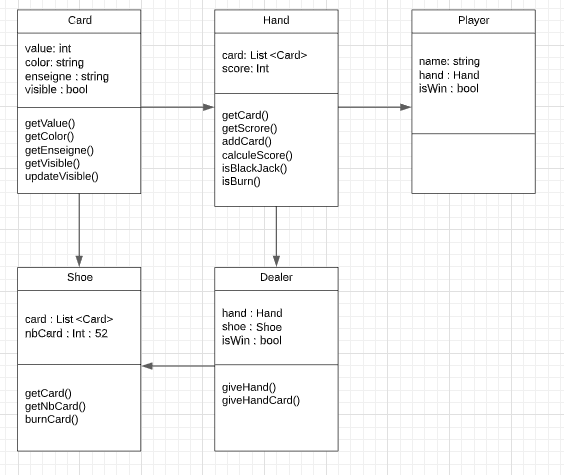 Card
value: int
color: string
enseigne : string
visible : bool
getValue()
getColor()
getEnseigne()
getVisible()
updateVisible()
Hand
card: List <Card>
score: Int
getCard()
getScrore()
addCard()
calculeScore()
isBlackJack()
isBurn()
Player
name: string
hand : Hand
isWin : bool
Shoe
card : List <Card>
nbCard : Int : 52
getCard()
getNbCard()
burnCard()
Dealer
hand : Hand
shoe : Shoe
isWin : bool
giveHand()
giveHandCard()